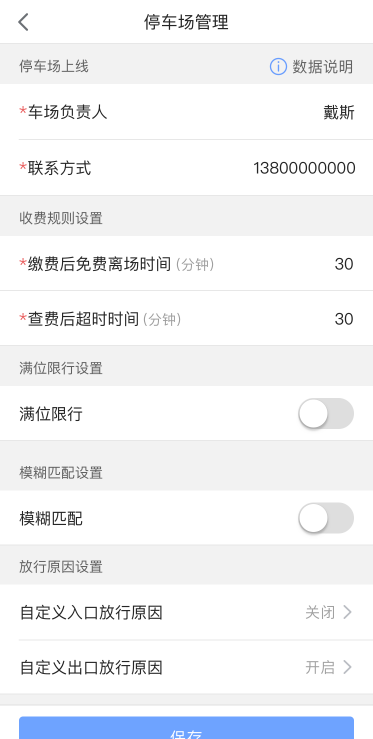 停车场管理
停车场上线 数据说明
*车场负责人 戴斯
*联系方式 13800000000
收费规则设置
*缴费后免费离场时间 (分钟) 30
*查费后超时时间 (分钟) 30
满位限行设置
满位限行
模糊匹配设置
模糊匹配
放行原因设置
自定义入口放行原因 关闭
自定义出口放行原因 开启
保存